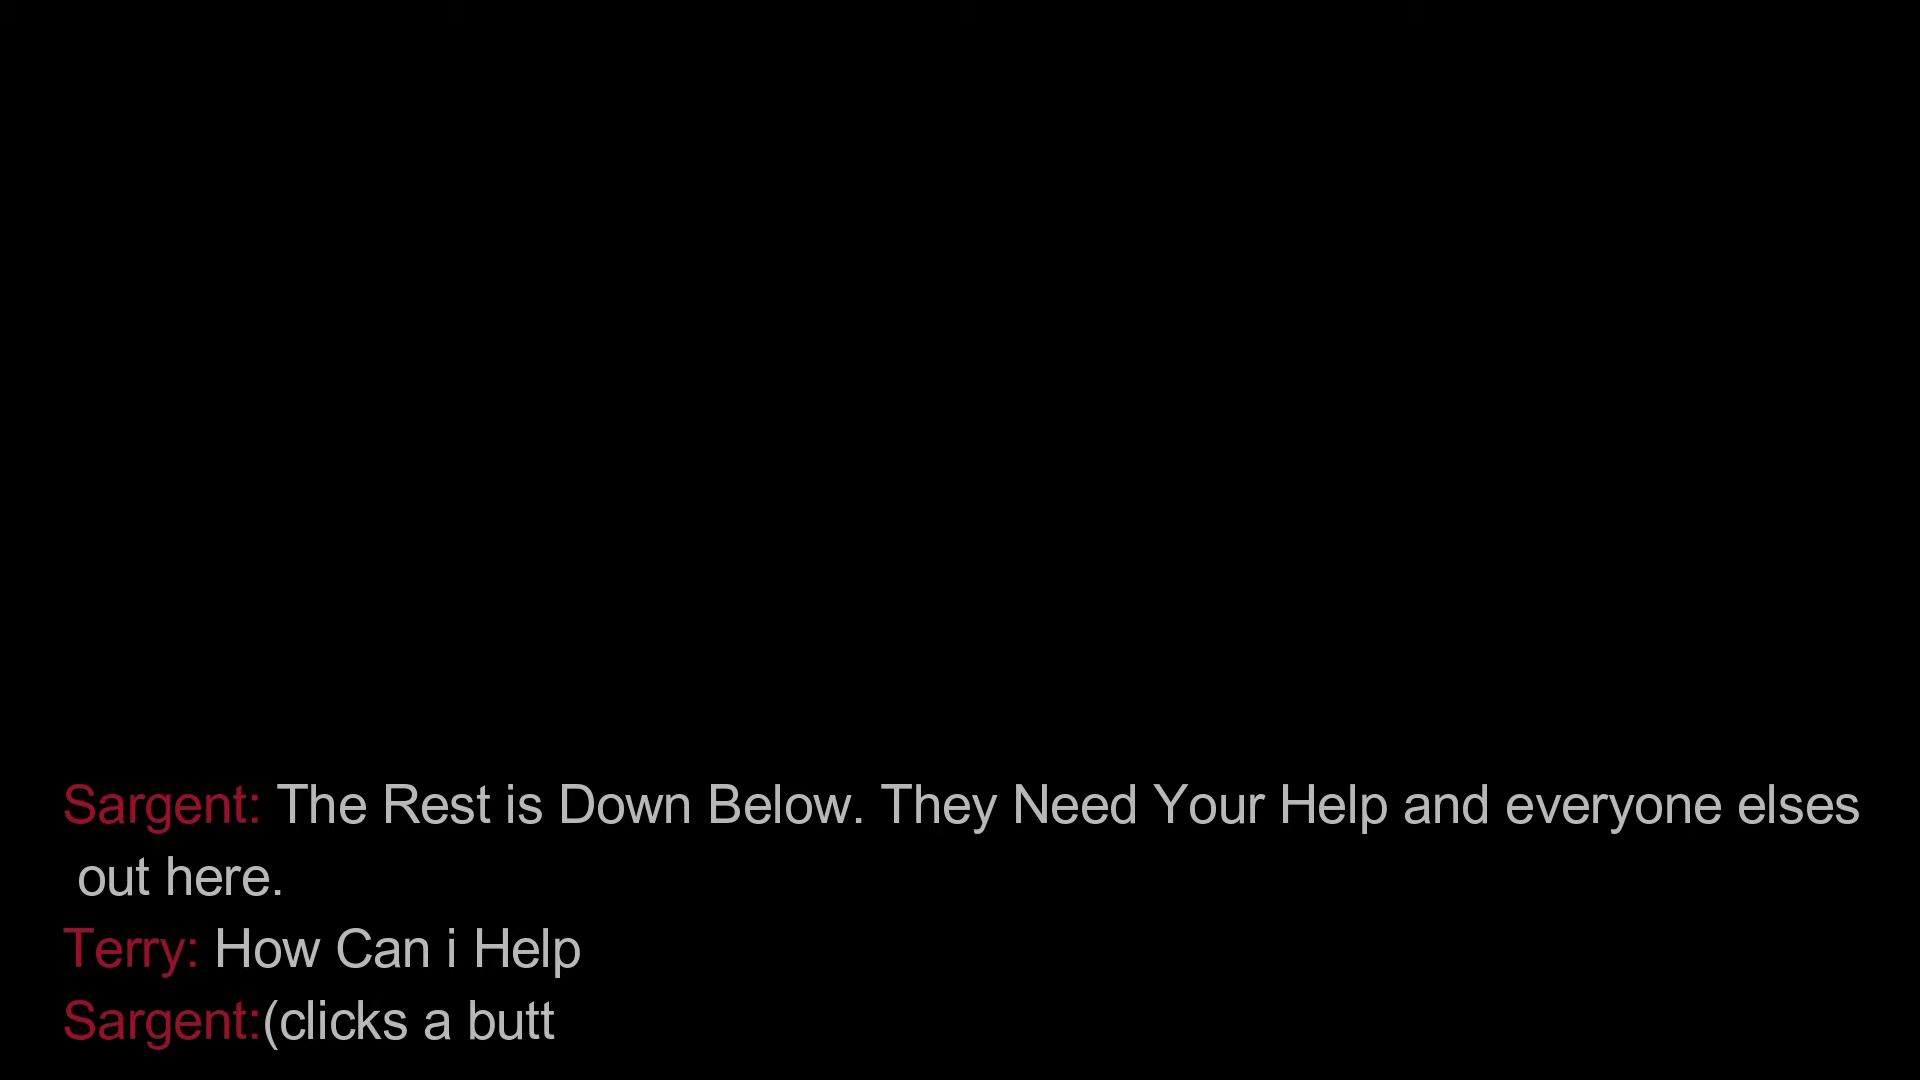 Sargent: The Rest is Down Below. They Need Your Help and everyone elses
out here.
Terry: How Can i Help
Sargent:(clicks a butt